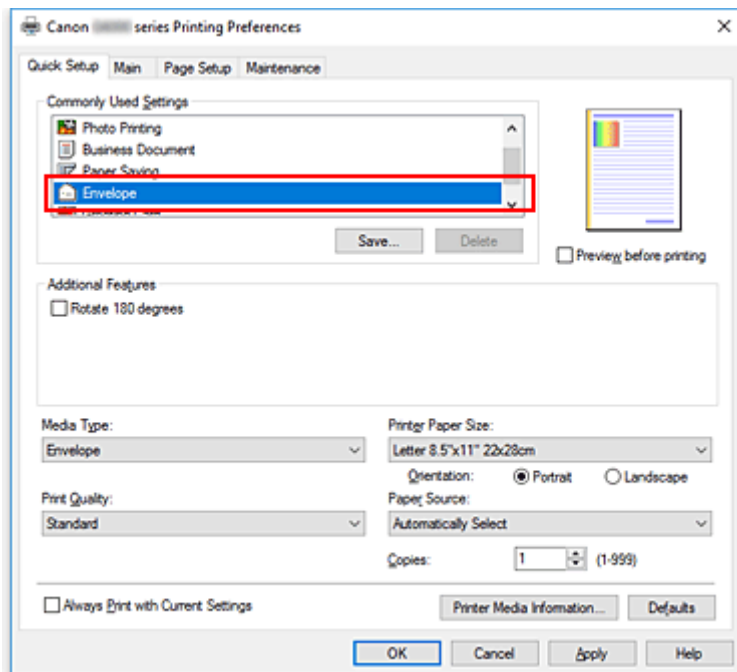 Canon series Printing Preferences
Quick Setup Main Page Setup Maintenance
Commonly Used Settings
Photo Printing
Business Document
Paper Saving
Envelope
Save... Delete
Preview before printing
Additional Features
Rotate 180 degrees
Media Type: Printer Paper Size:
Envelope Letter 8.5"x11" 22x28cm
Orientation: Portrait Landscape
Print Quality: Paper Source:
Standard Automatically Select
Copies: 1 (1-999)
Always Print with Current Settings Printer Media Information... Defaults
OK Cancel Apply Help